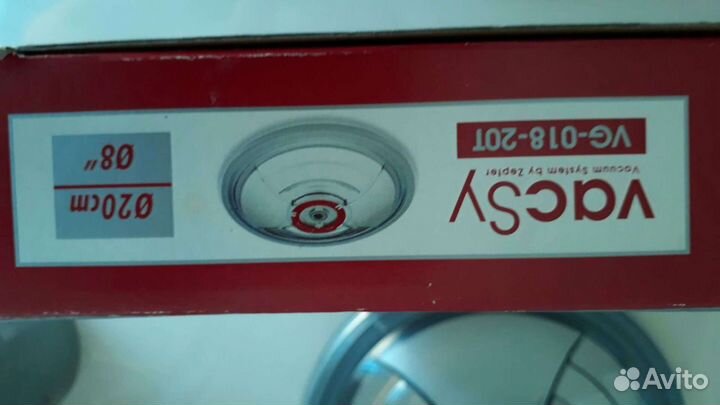 vacSy
Vacuum System by Zepter
VG-018-20T
Ø20cm
Ø8"
Avito